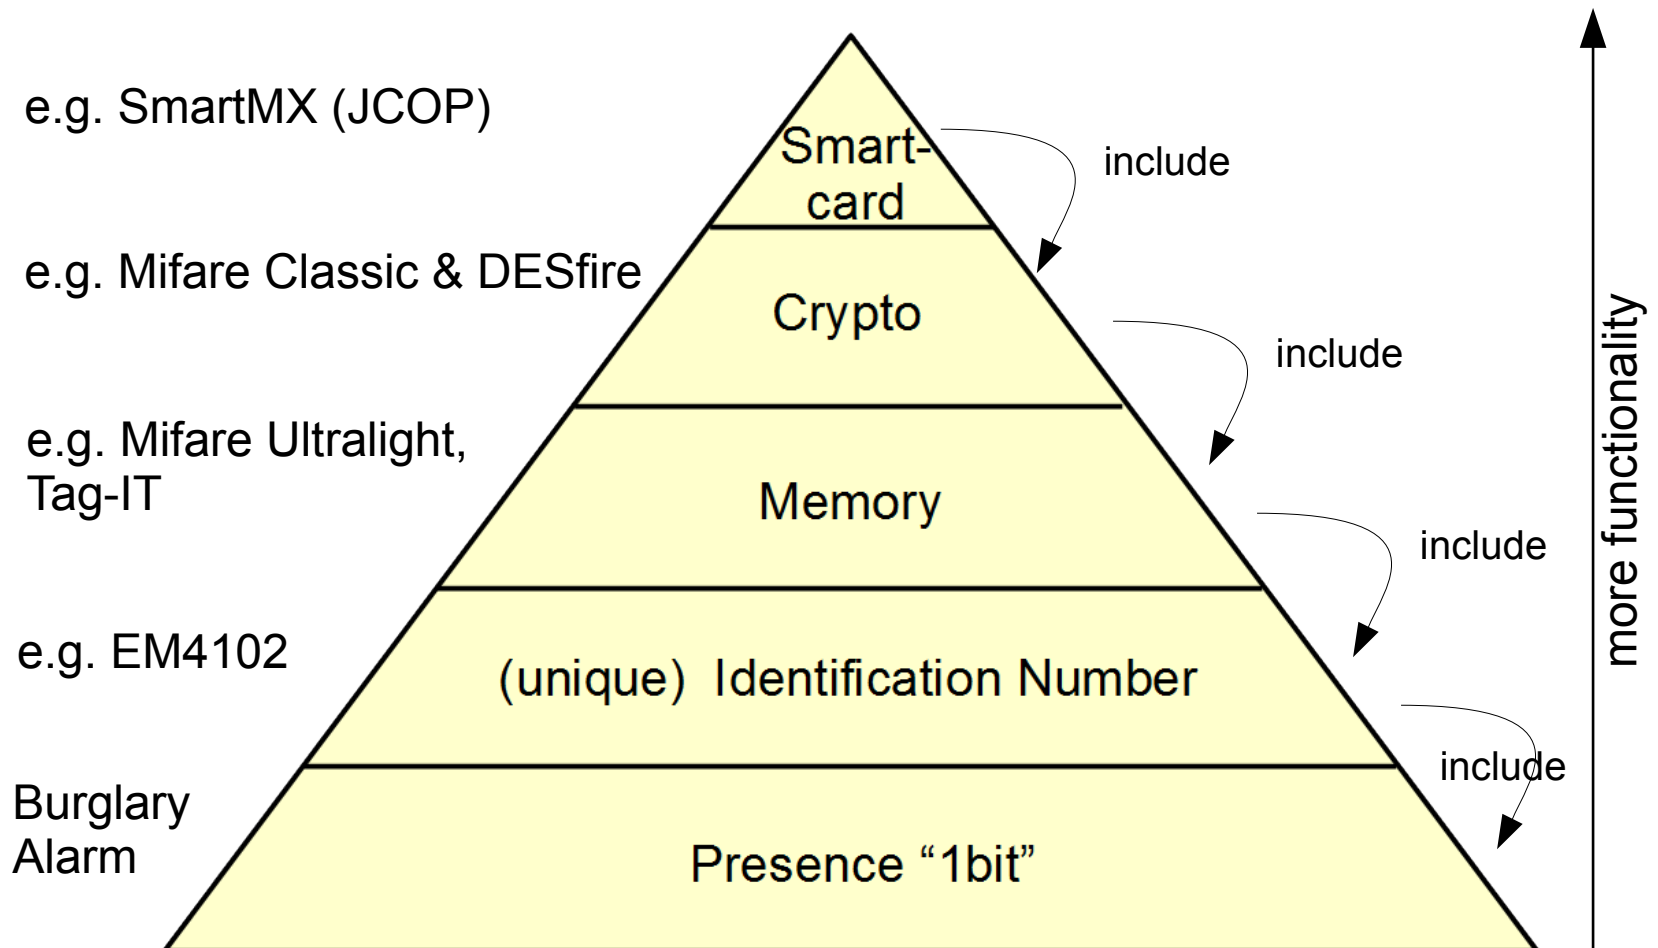 e.g. SmartMX (JCOP)
Smart-
card
include
e.g. Mifare Classic & DESfire
Crypto
include
e.g. Mifare Ultralight,
Tag-IT
Memory
include
e.g. EM4102
(unique)  Identification Number
include
Burglary
Alarm
Presence “1bit”
more functionality